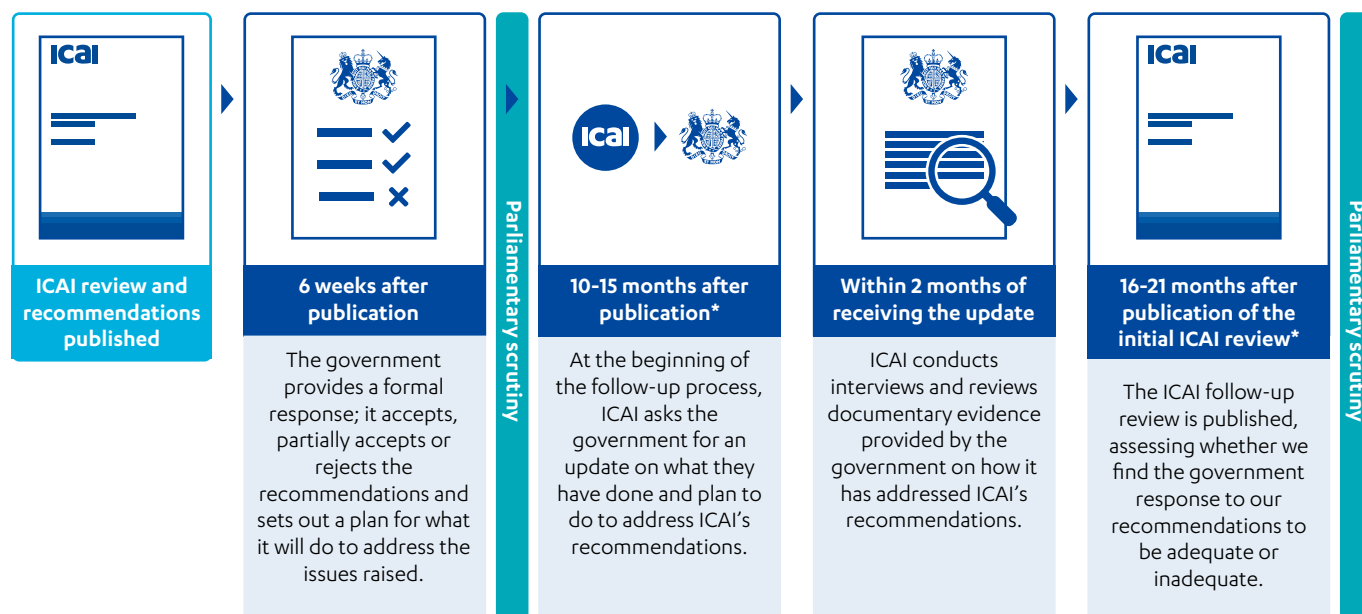 ICAI
ICAI review and
recommendations
published
6 weeks after
publication
The government
provides a formal
response; it accepts,
partially accepts or
rejects the
recommendations and
sets out a plan for what
it will do to address the
issues raised.
Parliamentary scrutiny
ICAI
10-15 months after
publication*
At the beginning of
the follow-up process,
ICAI asks the
government for an
update on what they
have done and plan to
do to address ICAI’s
recommendations.
Within 2 months of
receiving the update
ICAI conducts
interviews and reviews
documentary evidence
provided by the
government on how it
has addressed ICAI’s
recommendations.
ICAI
16-21 months after
publication of the
initial ICAI review*
The ICAI follow-up
review is published,
assessing whether we
find the government
response to our
recommendations to
be adequate or
inadequate.
Parliamentary scrutiny